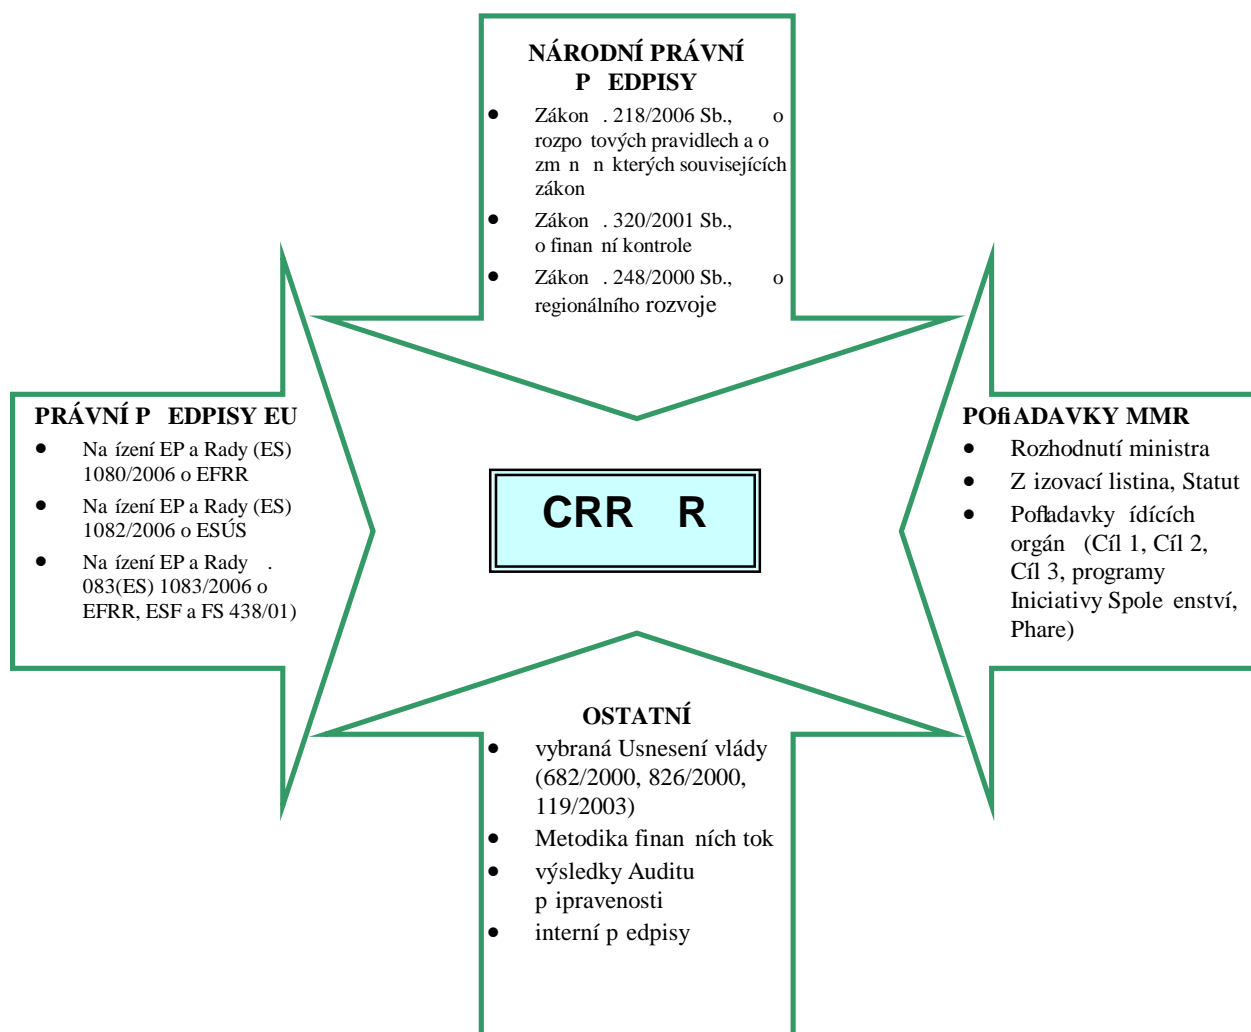 NÁRODNÍ PRÁVNÍ
P EDPISY
• Zákon . 218/2006 Sb., o
rozpo tových pravidlech a o
zm n n kterých souvisejících
zákon
• Zákon . 320/2001 Sb.,
o finan ní kontrole
• Zákon . 248/2000 Sb., o
regionálního rozvoje
PRÁVNÍ P EDPISY EU
• Na ízení EP a Rady (ES)
1080/2006 o EFRR
• Na ízení EP a Rady (ES)
1082/2006 o ESÚS
• Na ízení EP a Rady .
083(ES) 1083/2006 o
EFRR, ESF a FS 438/01)
CRR R
POfiADAVKY MMR
• Rozhodnutí ministra
• Z izovací listina, Statut
• Pofladavky ídících
orgán (Cíl 1, Cíl 2,
Cíl 3, programy
Iniciativy Spole enství,
Phare)
OSTATNÍ
• vybraná Usnesení vlády
(682/2000, 826/2000,
119/2003)
• Metodika finan ních tok
• výsledky Auditu
p ipravenosti
• interní p edpisy